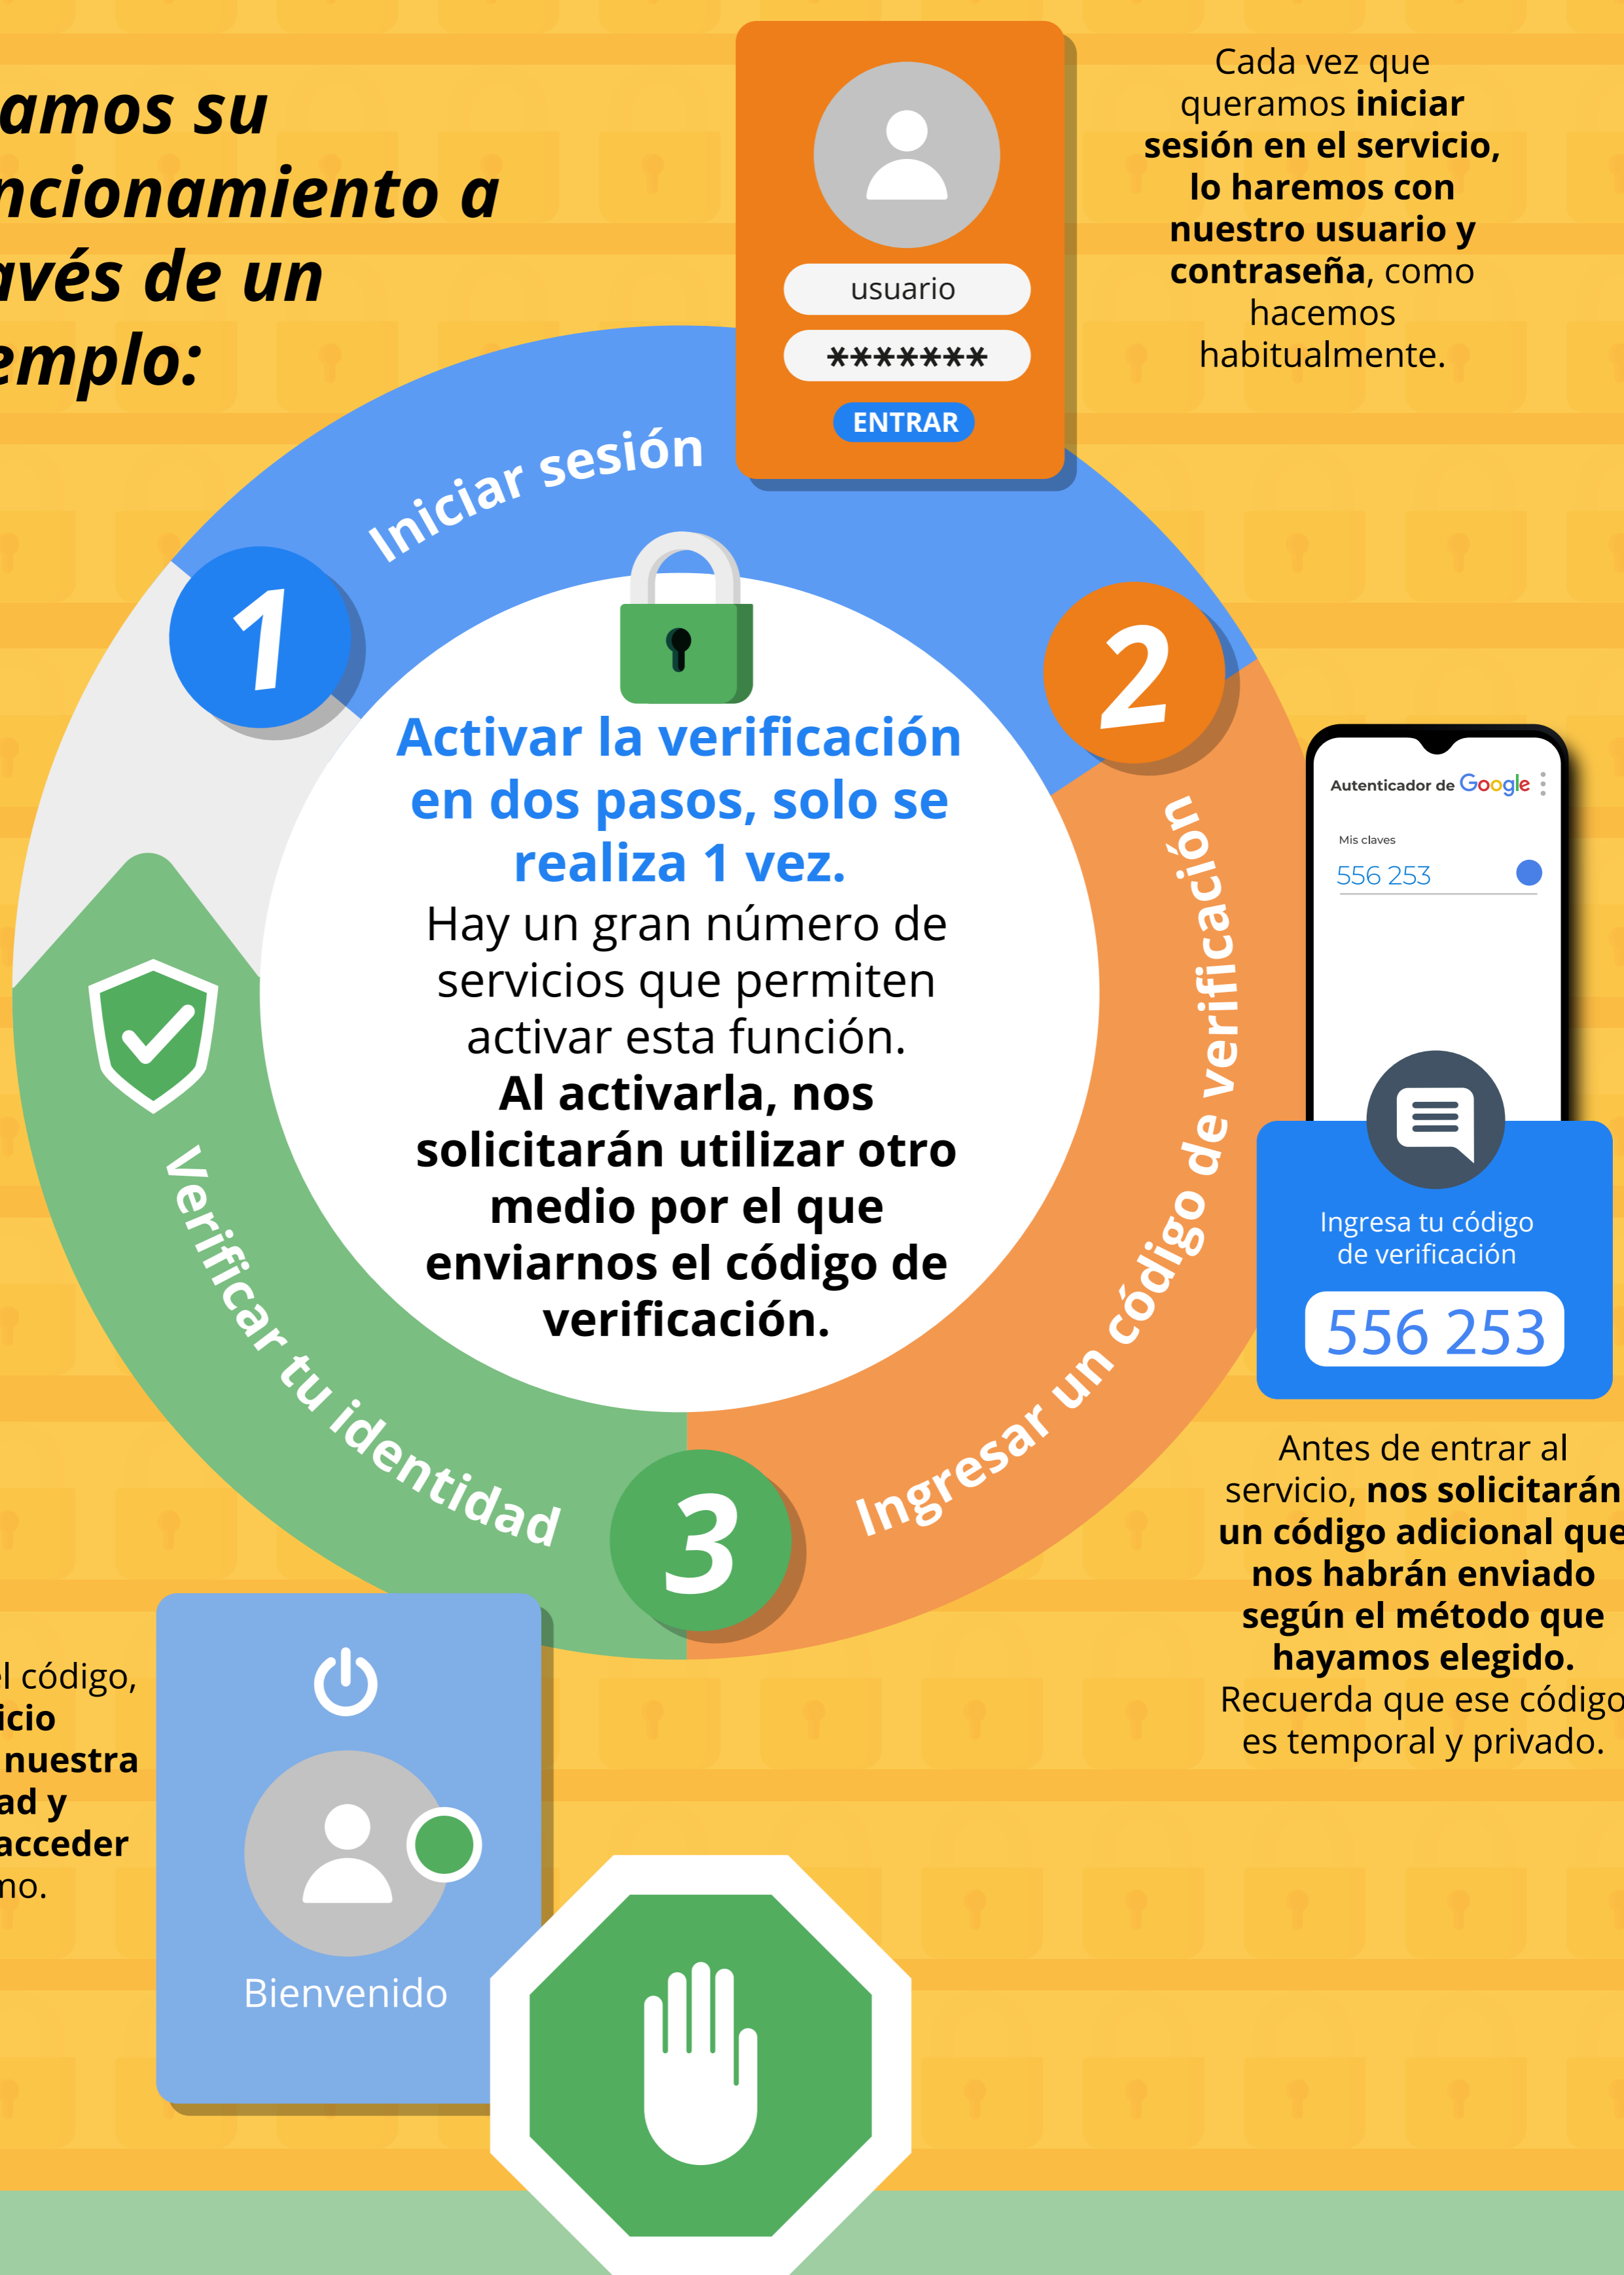 amos su
ncionamiento a
avés de un
emplo:
usuario
*******
ENTRAR
Cada vez que
queramos iniciar
sesión en el servicio,
lo haremos con
nuestro usuario y
contraseña, como
hacemos
habitualmente.
1
Iniciar sesión
2
Activar la verificación
en dos pasos, solo se
realiza 1 vez.
Hay un gran número de
servicios que permiten
activar esta función.
Al activarla, nos
solicitarán utilizar otro
medio por el que
enviarnos el código de
verificación.
Ingresar un código de verificación
Autenticador de Google
Mis claves
556 253
Ingresa tu código
de verificación
556 253
Antes de entrar al
servicio, nos solicitarán
un código adicional que
nos habrán enviado
según el método que
hayamos elegido.
Recuerda que ese código
es temporal y privado.
3
Verificar tu identidad
el código,
icio
nuestra
ad y
acceder
mo.
Bienvenido